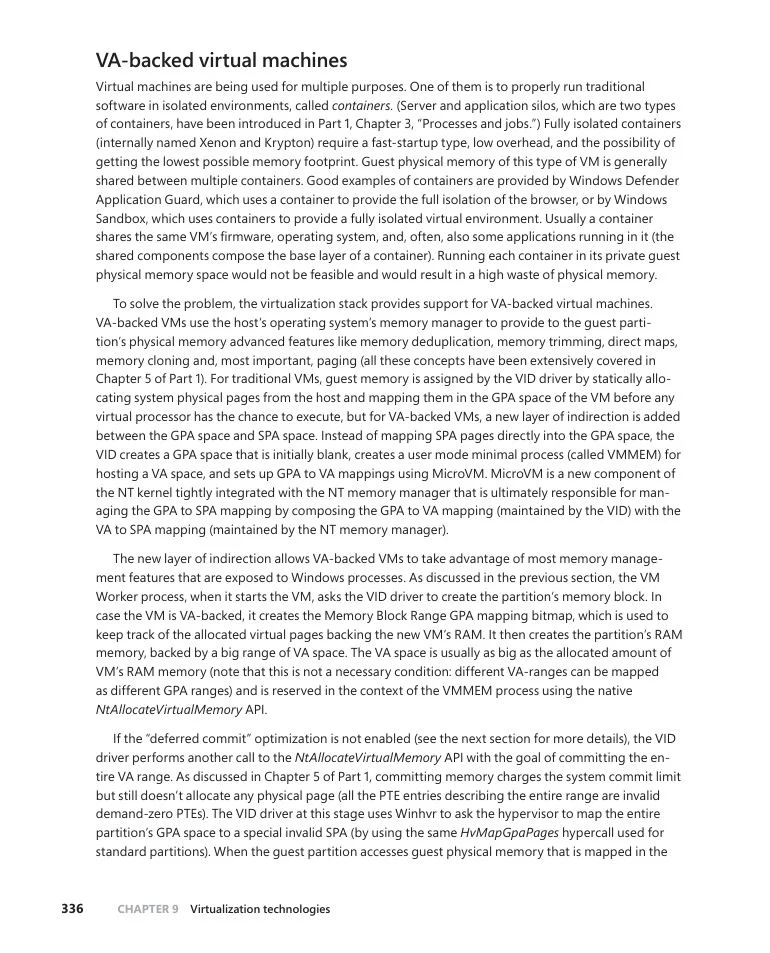 VA-backed virtual machines
Virtual machines are being used for multiple purposes. One of them is to properly run traditional
software in isolated environments, called containers. (Server and application silos, which are two types
of containers, have been introduced in Part 1, Chapter 3, “Processes and jobs.”) Fully isolated containers
(internally named Xenon and Krypton) require a fast-startup type, low overhead, and the possibility of
getting the lowest possible memory footprint. Guest physical memory of this type of VM is generally
shared between multiple containers. Good examples of containers are provided by Windows Defender
Application Guard, which uses a container to provide the full isolation of the browser, or by Windows
Sandbox, which uses containers to provide a fully isolated virtual environment. Usually a container
shares the same VM’s firmware, operating system, and, often, also some applications running in it (the
shared components compose the base layer of a container). Running each container in its private guest
physical memory space would not be feasible and would result in a high waste of physical memory.
To solve the problem, the virtualization stack provides support for VA-backed virtual machines.
VA-backed VMs use the host’s operating system’s memory manager to provide to the guest parti-
tion’s physical memory advanced features like memory deduplication, memory trimming, direct maps,
memory cloning and, most important, paging (all these concepts have been extensively covered in
Chapter 5 of Part 1). For traditional VMs, guest memory is assigned by the VID driver by statically allo-
cating system physical pages from the host and mapping them in the GPA space of the VM before any
virtual processor has the chance to execute, but for VA-backed VMs, a new layer of indirection is added
between the GPA space and SPA space. Instead of mapping SPA pages directly into the GPA space, the
VID creates a GPA space that is initially blank, creates a user mode minimal process (called VMMEM) for
hosting a VA space, and sets up GPA to VA mappings using MicroVM. MicroVM is a new component of
the NT kernel tightly integrated with the NT memory manager that is ultimately responsible for man-
aging the GPA to SPA mapping by composing the GPA to VA mapping (maintained by the VID) with the
VA to SPA mapping (maintained by the NT memory manager).
The new layer of indirection allows VA-backed VMs to take advantage of most memory manage-
ment features that are exposed to Windows processes. As discussed in the previous section, the VM
Worker process, when it starts the VM, asks the VID driver to create the partition’s memory block. In
case the VM is VA-backed, it creates the Memory Block Range GPA mapping bitmap, which is used to
keep track of the allocated virtual pages backing the new VM’s RAM. It then creates the partition’s RAM
memory, backed by a big range of VA space. The VA space is usually as big as the allocated amount of
VM’s RAM memory (note that this is not a necessary condition: different VA-ranges can be mapped
as different GPA ranges) and is reserved in the context of the VMMEM process using the native
NtAllocateVirtualMemory API.
If the “deferred commit” optimization is not enabled (see the next section for more details), the VID
driver performs another call to the NtAllocateVirtualMemory API with the goal of committing the en-
tire VA range. As discussed in Chapter 5 of Part 1, committing memory charges the system commit limit
but still doesn’t allocate any physical page (all the PTE entries describing the entire range are invalid
demand-zero PTEs). The VID driver at this stage uses Winhvr to ask the hypervisor to map the entire
partition’s GPA space to a special invalid SPA (by using the same HvMapGpaPages hypercall used for
standard partitions). When the guest partition accesses guest physical memory that is mapped in the
336 CHAPTER 9 Virtualization technologies